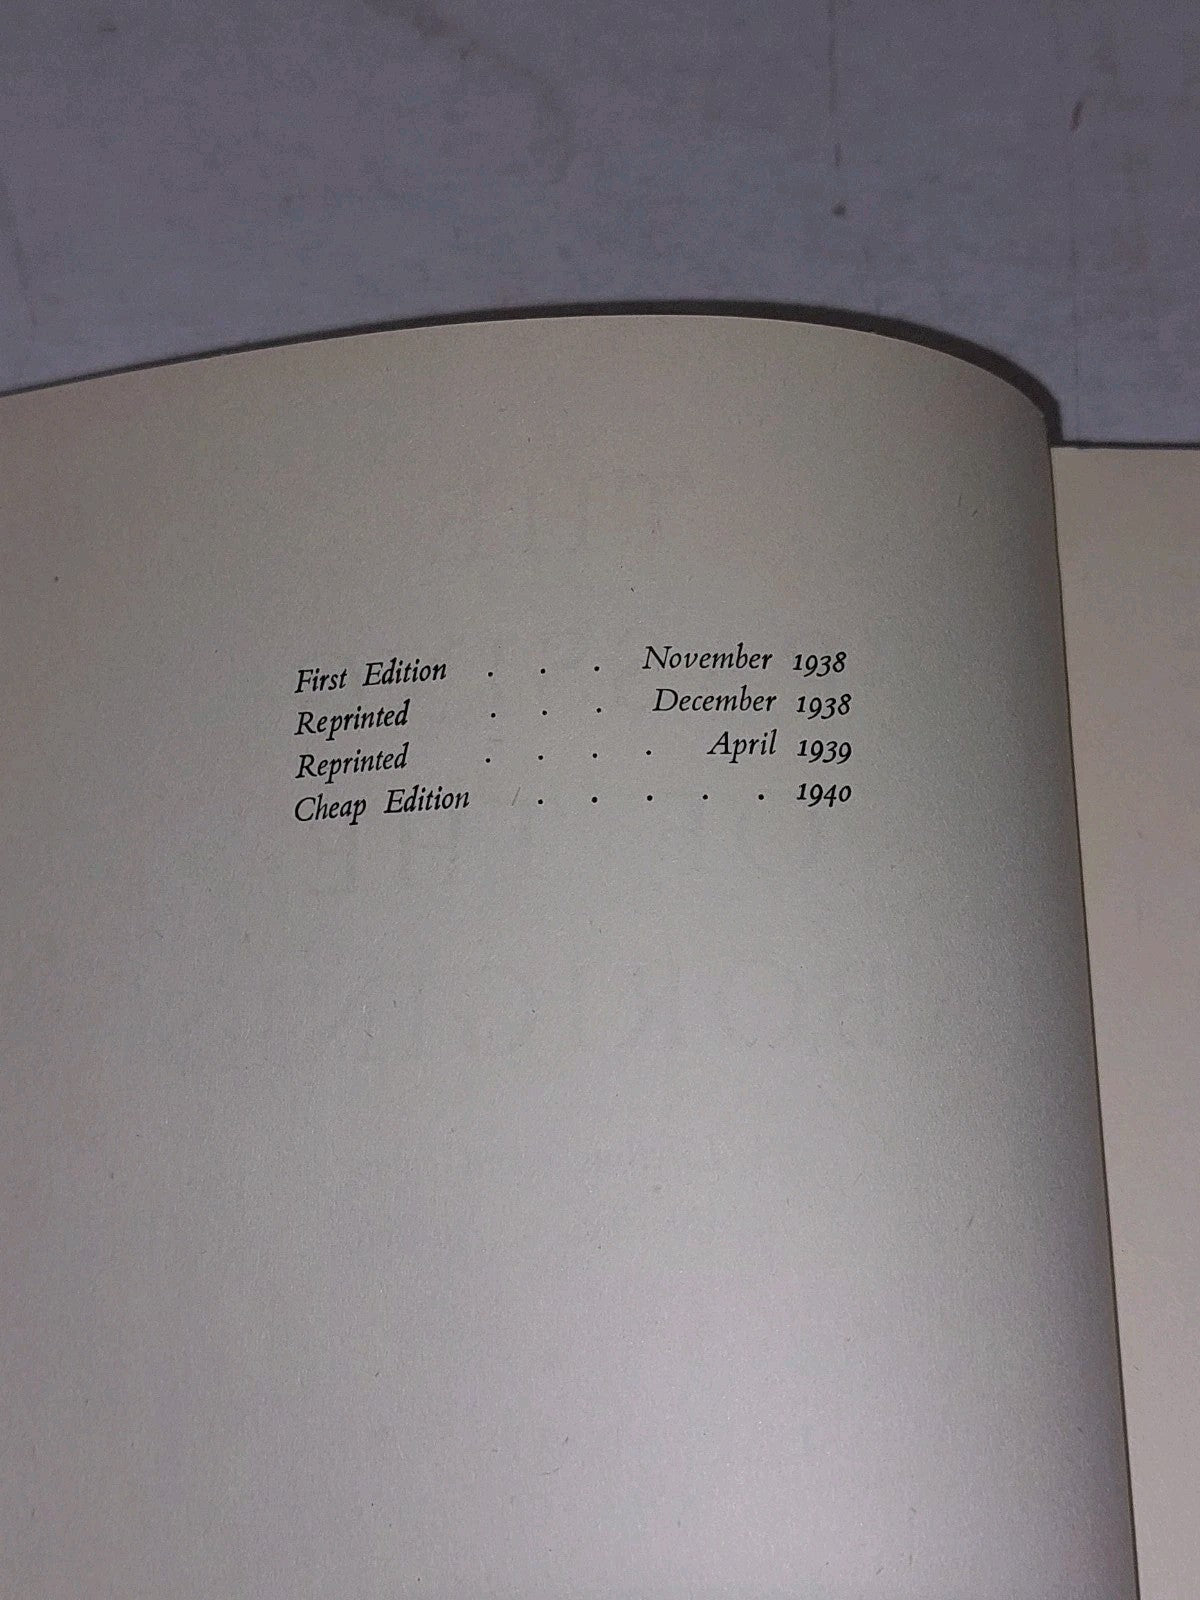 First Edition . . . November 1938
Reprinted . . . December 1938
Reprinted . . . . April 1939
Cheap Edition . . . . . 1940